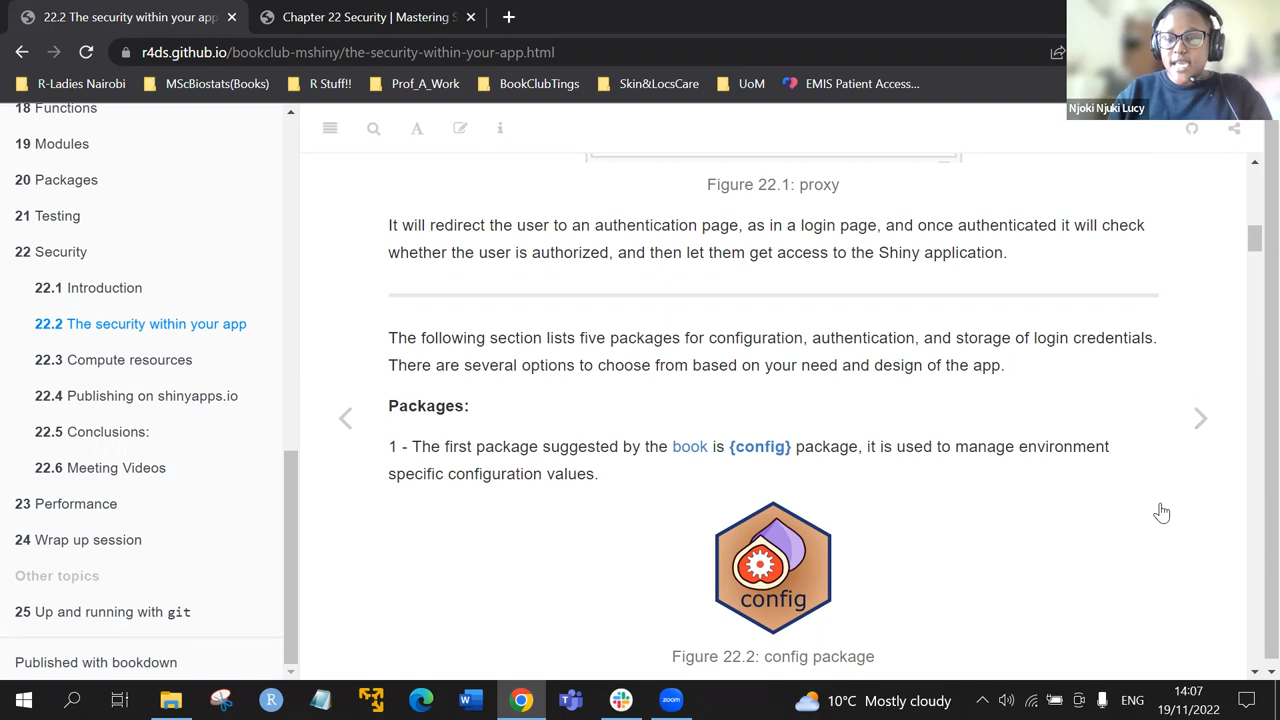 22.2 The security within your app
Chapter 22 Security | Mastering S
r4ds.github.io/bookclub-mshiny/the-security-within-your-app.html
R-Ladies Nairobi
MScBiostats(Books)
R Stuff!!
Prof_A_Work
BookClubTings
Skin&LocsCare
UoM
EMIS Patient Access...
Njoki Njuki Lucy
18 Functions
19 Modules
20 Packages
21 Testing
22 Security
22.1 Introduction
22.2 The security within your app
22.3 Compute resources
22.4 Publishing on shinyapps.io
22.5 Conclusions:
22.6 Meeting Videos
23 Performance
24 Wrap up session
Other topics
25 Up and running with git
Published with bookdown
Figure 22.1: proxy
It will redirect the user to an authentication page, as in a login page, and once authenticated it will check
whether the user is authorized, and then let them get access to the Shiny application.
The following section lists five packages for configuration, authentication, and storage of login credentials.
There are several options to choose from based on your need and design of the app.
Packages:
1 - The first package suggested by the book is {config} package, it is used to manage environment
specific configuration values.
config
Figure 22.2: config package
zoom
10°C Mostly cloudy
ENG
14:07
19/11/2022